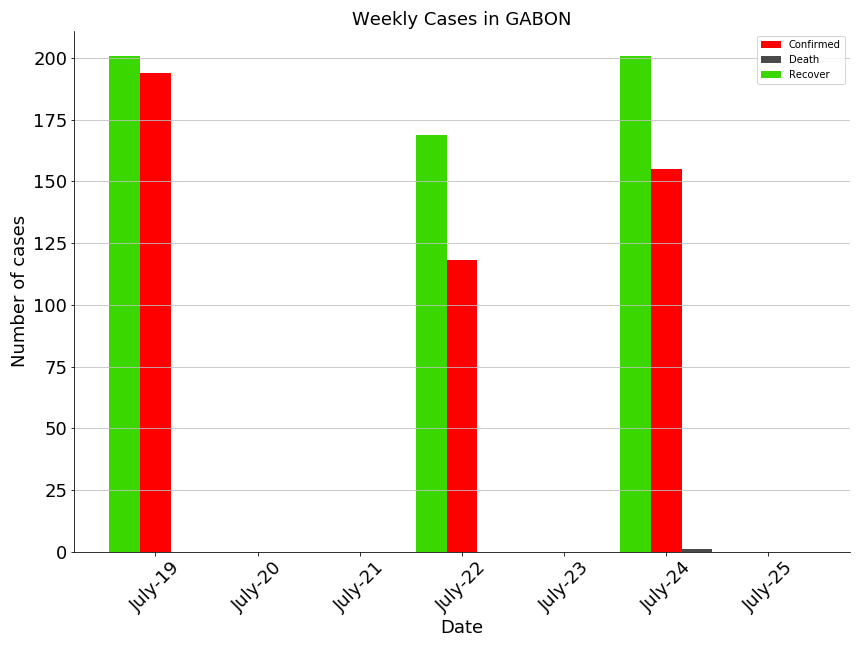 Weekly Cases in GABON
Confirmed
Death
Recover
Number of cases
200
175
150
125
100
75
50
25
0
July-19
July-20
July-21
July-22
July-23
July-24
July-25
Date